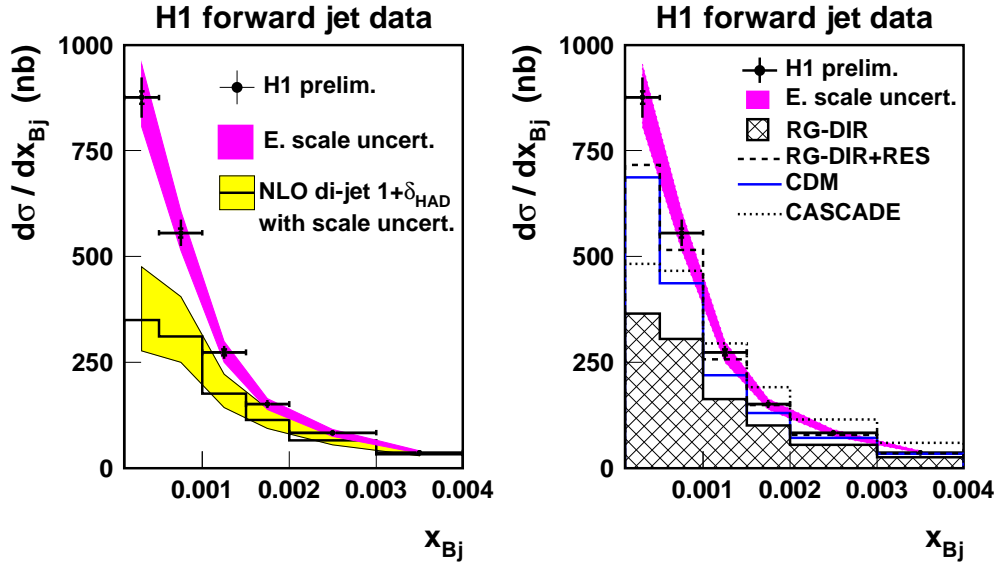 H1 forward jet data
dσ / dx_Bj (nb)
1000
750
500
250
0
H1 prelim.
E. scale uncert.
NLO di-jet 1+δ_HAD
with scale uncert.
0.001 0.002 0.003 0.004
x_Bj
H1 forward jet data
dσ / dx_Bj (nb)
1000
750
500
250
0
H1 prelim.
E. scale uncert.
RG-DIR
RG-DIR+RES
CDM
CASCADE
0.001 0.002 0.003 0.004
x_Bj